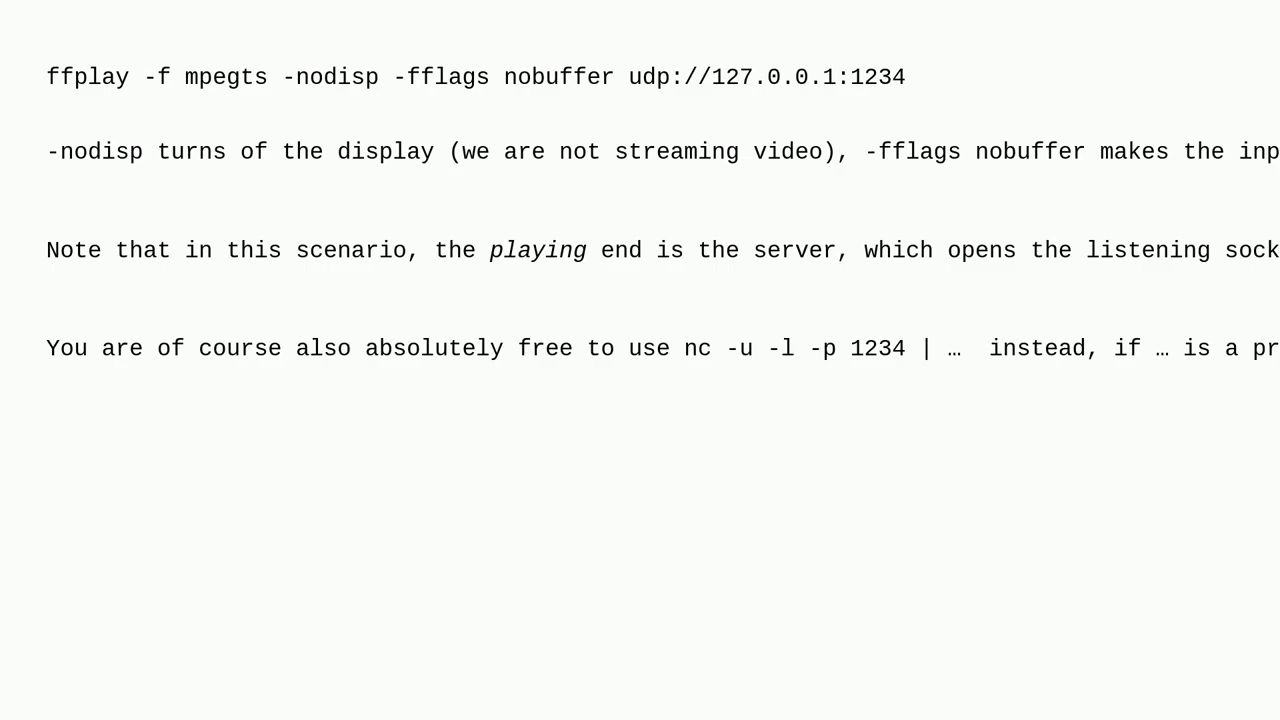 ffplay -f mpegts -nodisp -fflags nobuffer udp://127.0.0.1:1234
-nodisp turns of the display (we are not streaming video), -fflags nobuffer makes the inp
Note that in this scenario, the playing end is the server, which opens the listening sock
You are of course also absolutely free to use nc -u -l -p 1234 | …  instead, if … is a pr